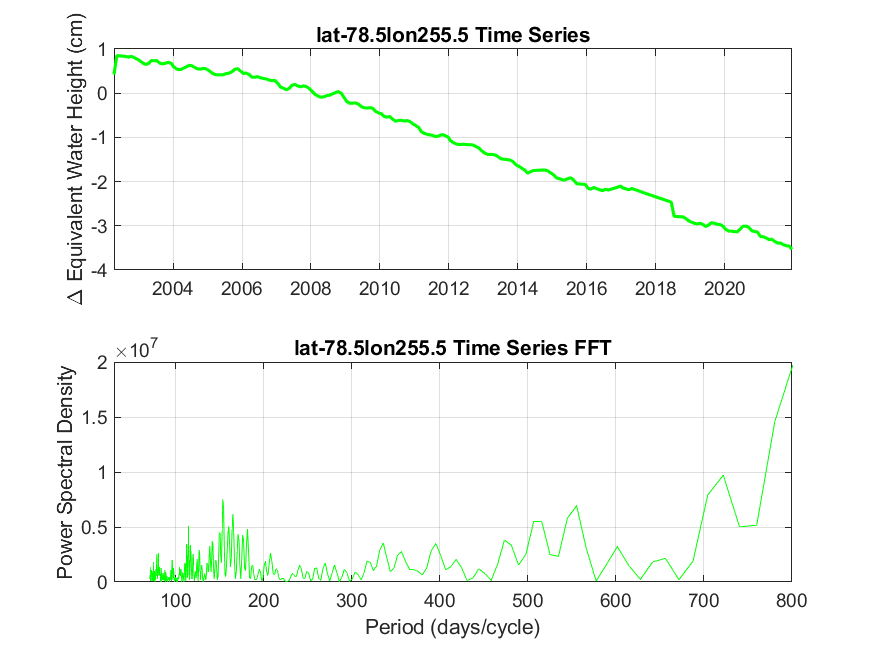 lat-78.5lon255.5 Time Series
Δ Equivalent Water Height (cm)
1
0
-1
-2
-3
-4
2004 2006 2008 2010 2012 2014 2016 2018 2020
lat-78.5lon255.5 Time Series FFT
×10^7
Power Spectral Density
2
1.5
1
0.5
0
100 200 300 400 500 600 700 800
Period (days/cycle)